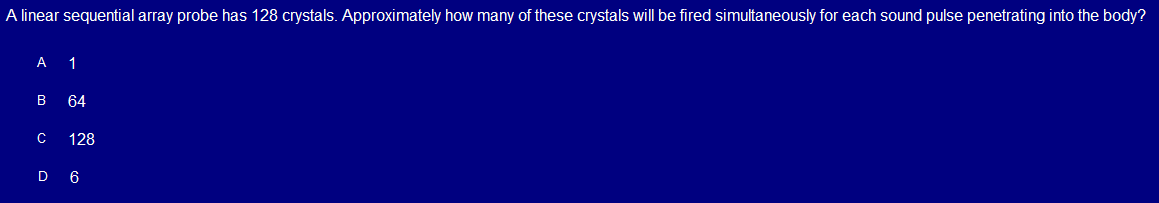 A linear sequential array probe has 128 crystals. Approximately how many of these crystals will be fired simultaneously for each sound pulse penetrating into the body?
A 1
B 64
C 128
D 6